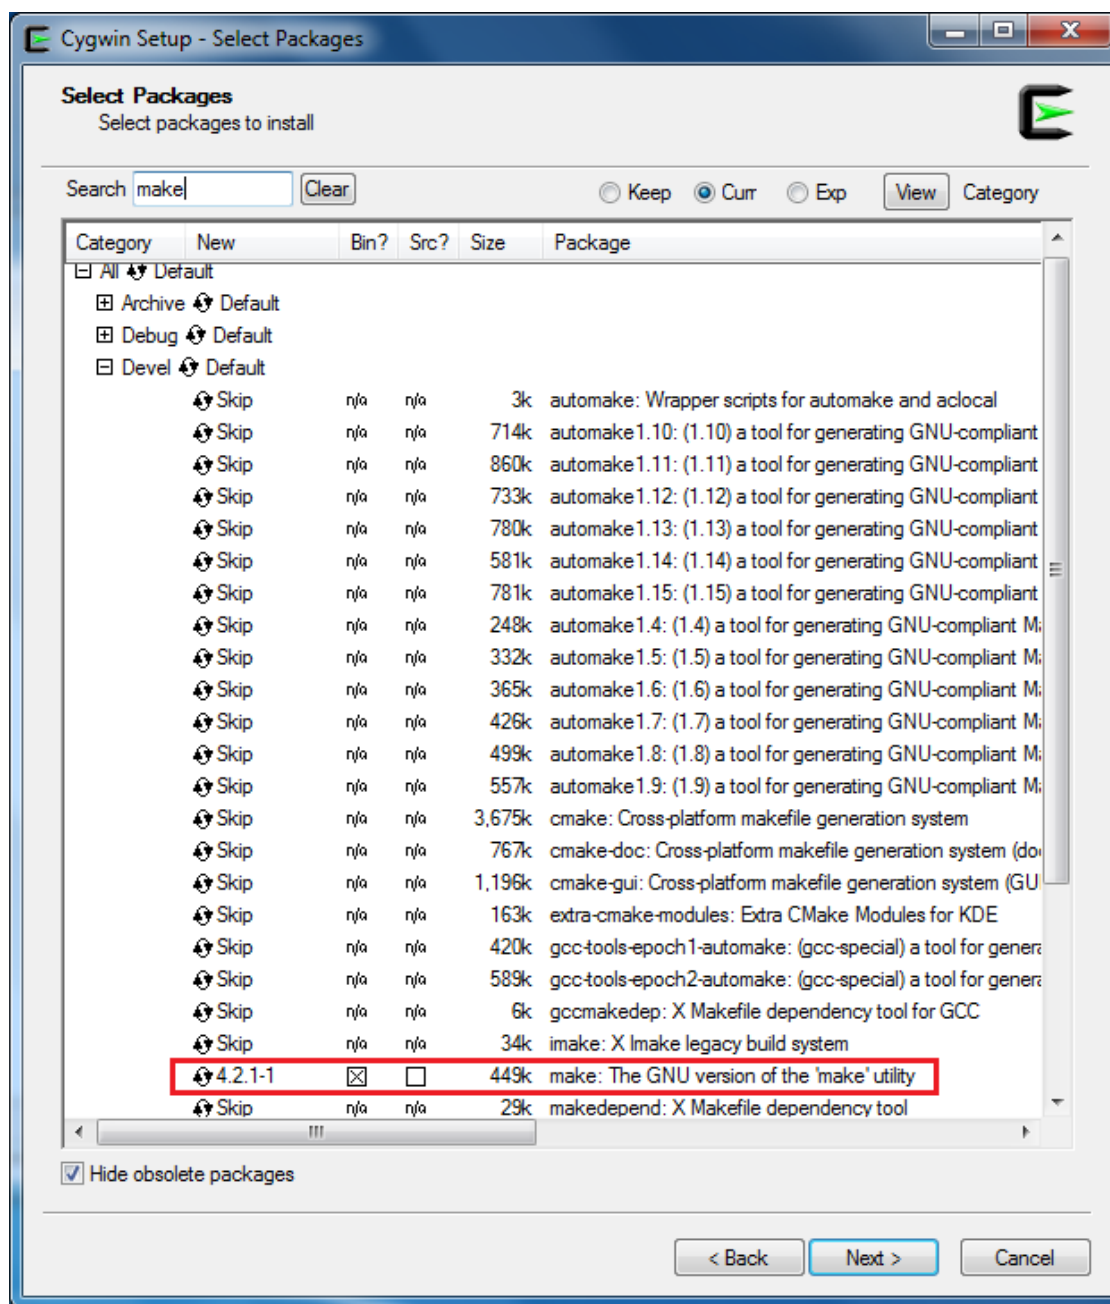 Cygwin Setup - Select Packages
Select Packages
Select packages to install
Search make Clear Keep Curr Exp View Category
Category New Bin? Src? Size Package
All Default
Archive Default
Debug Default
Devel Default
Skip n/a n/a 3k automake: Wrapper scripts for automake and aclocal
Skip n/a n/a 714k automake1.10: (1.10) a tool for generating GNU-compliant
Skip n/a n/a 860k automake1.11: (1.11) a tool for generating GNU-compliant
Skip n/a n/a 733k automake1.12: (1.12) a tool for generating GNU-compliant
Skip n/a n/a 780k automake1.13: (1.13) a tool for generating GNU-compliant
Skip n/a n/a 581k automake1.14: (1.14) a tool for generating GNU-compliant
Skip n/a n/a 781k automake1.15: (1.15) a tool for generating GNU-compliant
Skip n/a n/a 248k automake1.4: (1.4) a tool for generating GNU-compliant
Skip n/a n/a 332k automake1.5: (1.5) a tool for generating GNU-compliant
Skip n/a n/a 365k automake1.6: (1.6) a tool for generating GNU-compliant
Skip n/a n/a 426k automake1.7: (1.7) a tool for generating GNU-compliant
Skip n/a n/a 499k automake1.8: (1.8) a tool for generating GNU-compliant
Skip n/a n/a 557k automake1.9: (1.9) a tool for generating GNU-compliant
Skip n/a n/a 3,675k cmake: Cross-platform makefile generation system
Skip n/a n/a 767k cmake-doc: Cross-platform makefile generation system
Skip n/a n/a 1,196k cmake-gui: Cross-platform makefile generation system (GU
Skip n/a n/a 163k extra-cmake-modules: Extra CMake Modules for KDE
Skip n/a n/a 420k gcc-tools-epoch1-automake: (gcc-special) a tool for genera
Skip n/a n/a 589k gcc-tools-epoch2-automake: (gcc-special) a tool for genera
Skip n/a n/a 6k gccmakedep: X Makefile dependency tool for GCC
Skip n/a n/a 34k imake: X Imake legacy build system
4.2.1-1 449k make: The GNU version of the 'make' utility
Skip n/a n/a 29k makedepend: X Makefile dependency tool
Hide obsolete packages
< Back Next > Cancel